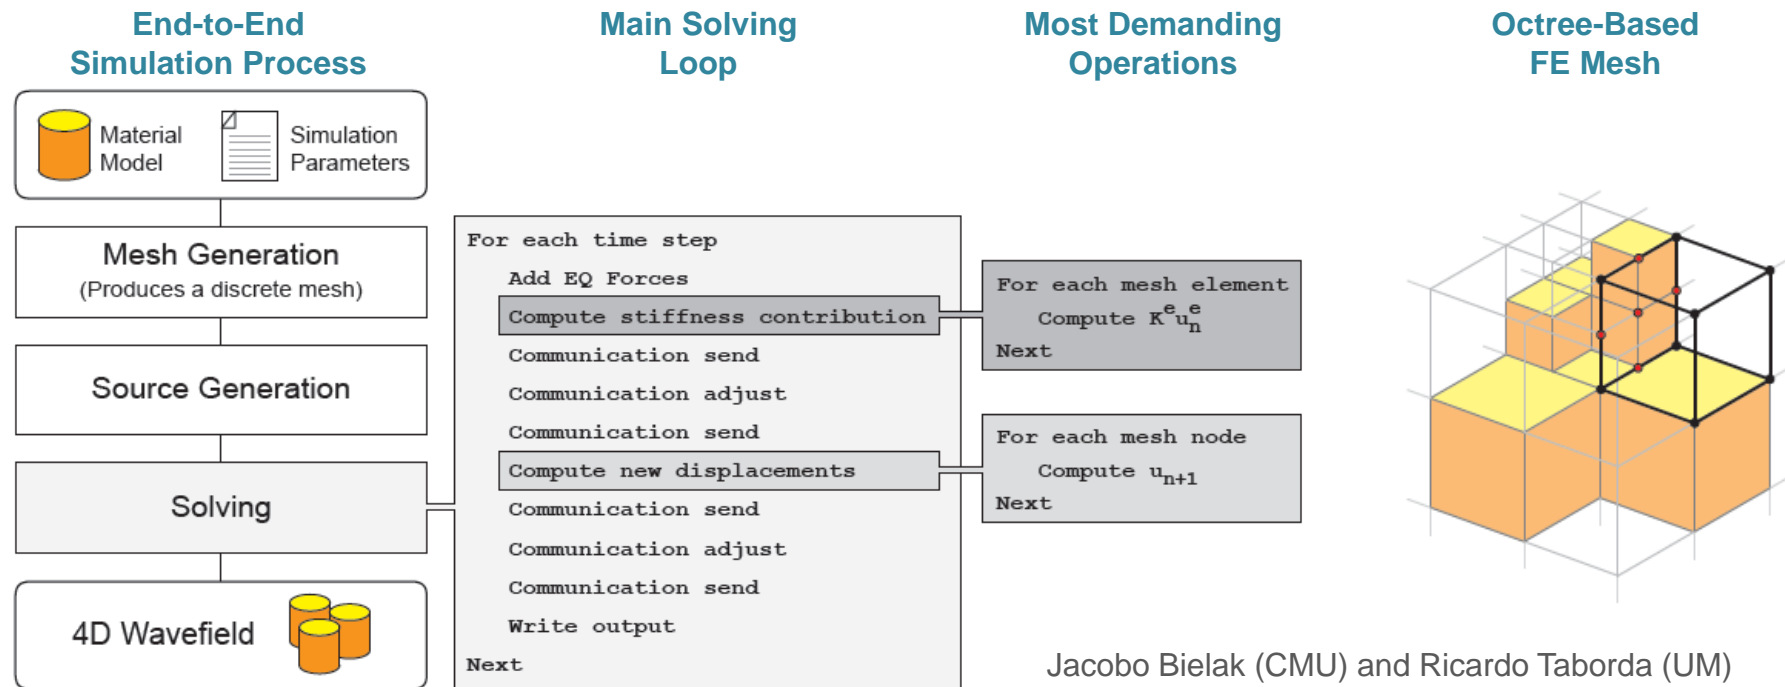 End-to-End
Simulation Process
Main Solving
Loop
Most Demanding
Operations
Octree-Based
FE Mesh
Material
Model
Simulation
Parameters
Mesh Generation
(Produces a discrete mesh)
Source Generation
Solving
4D Wavefield
For each time step
Add EQ Forces
Compute stiffness contribution
Communication send
Communication adjust
Communication send
Compute new displacements
Communication send
Communication adjust
Communication send
Write output
Next
For each mesh element
Compute K^e u_n^e
Next
For each mesh node
Compute u_{n+1}
Next
Jacobo Bielak (CMU) and Ricardo Taborda (UM)